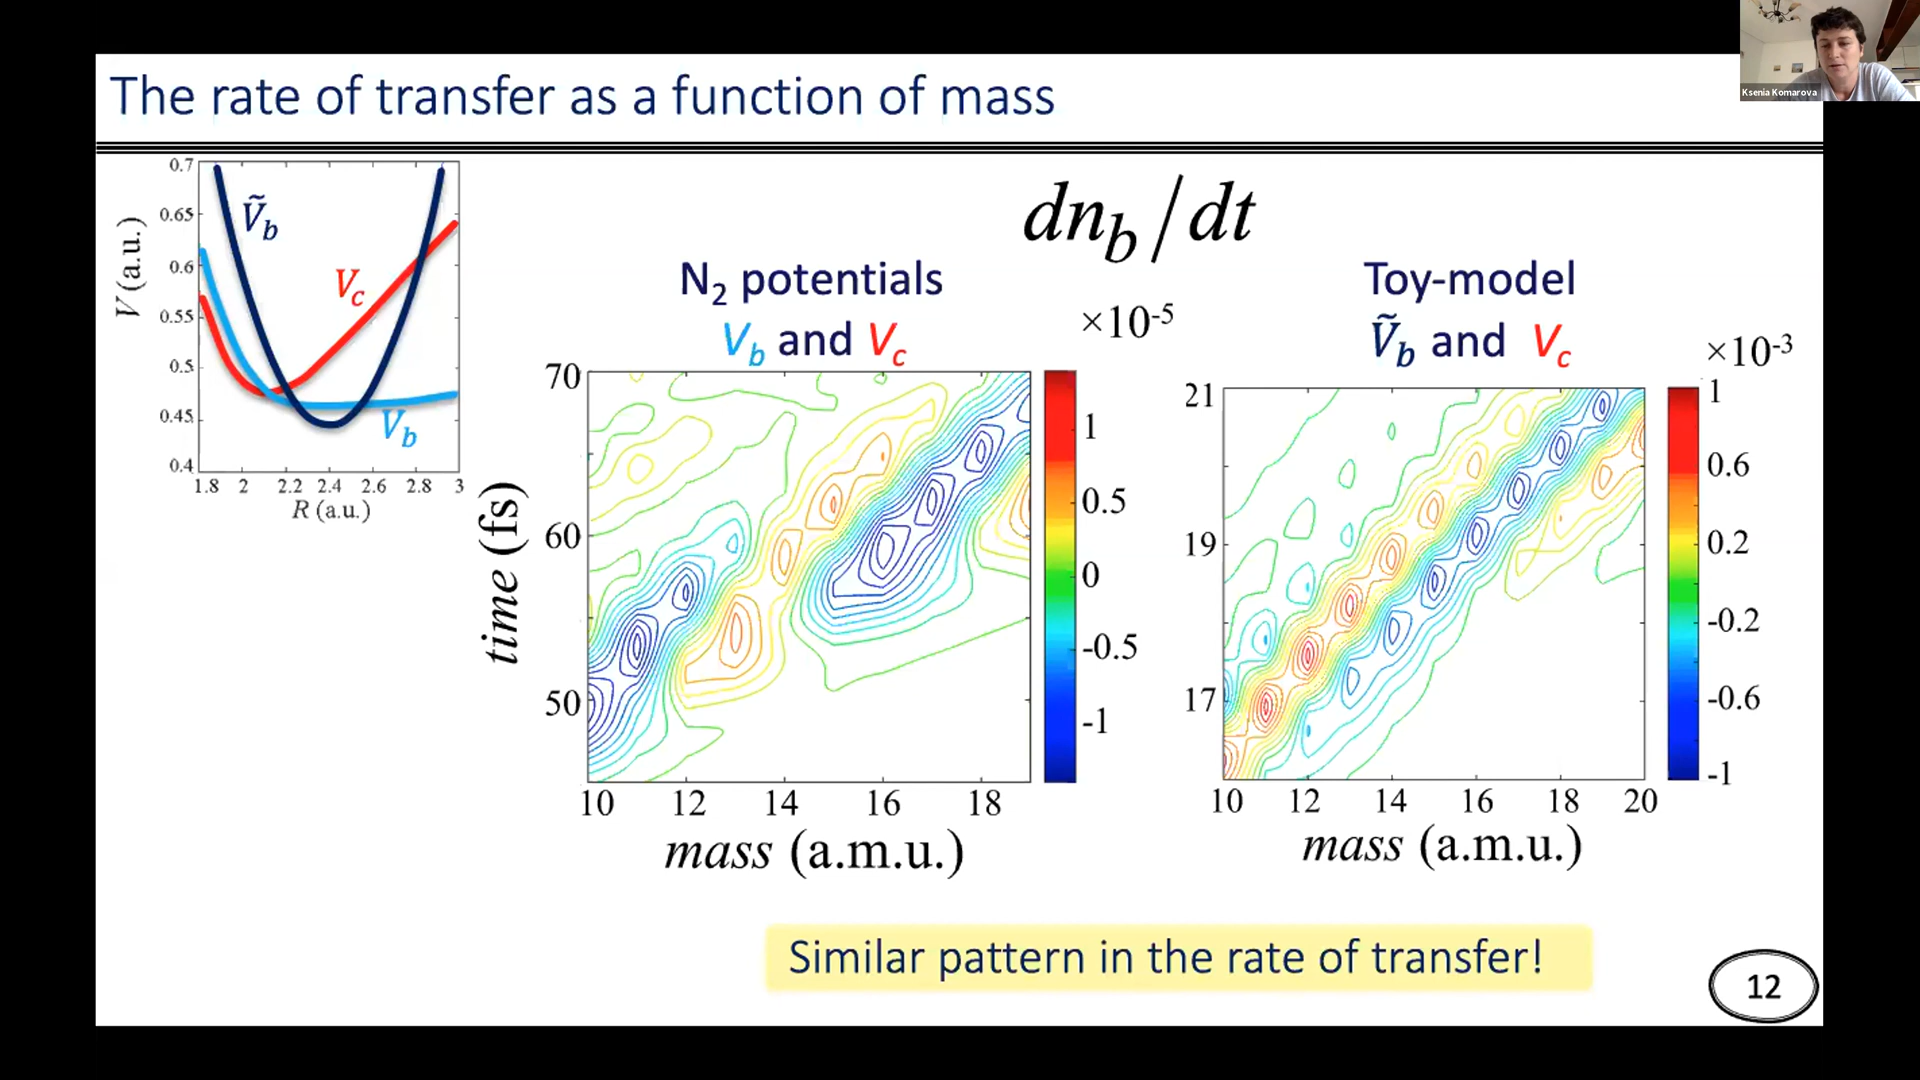 Ksenia Komarova
The rate of transfer as a function of mass
0.7
0.65
0.6
0.55
0.5
0.45
0.4
V (a.u.)
Ṽb
Vc
Vb
1.8 2 2.2 2.4 2.6 2.8 3
R (a.u.)
dnb/dt
N₂ potentials
Vb and Vc
×10⁻⁵
70
60
50
time (fs)
10 12 14 16 18
mass (a.m.u.)
1
0.5
0
-0.5
-1
Toy-model
Ṽb and Vc
×10⁻³
21
19
17
10 12 14 16 18 20
mass (a.m.u.)
1
0.6
0.2
-0.2
-0.6
-1
Similar pattern in the rate of transfer!
12